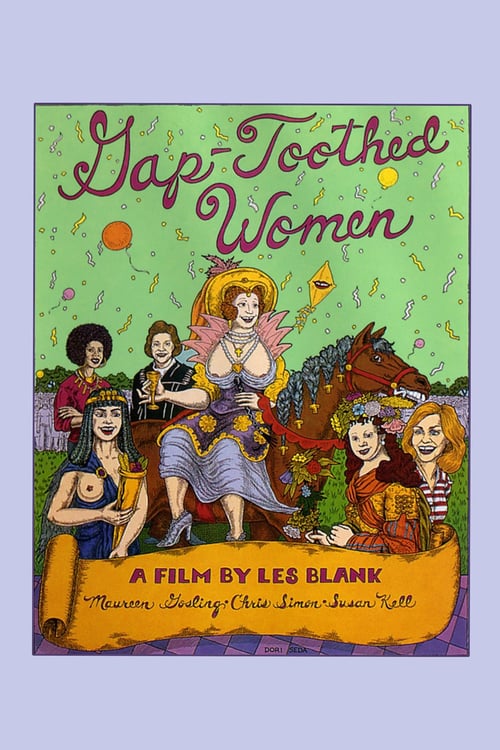 Gap-Toothed
Women
A FILM BY LES BLANK
Maureen Gosling • Chris Simon • Susan Kell
DORI SEDA